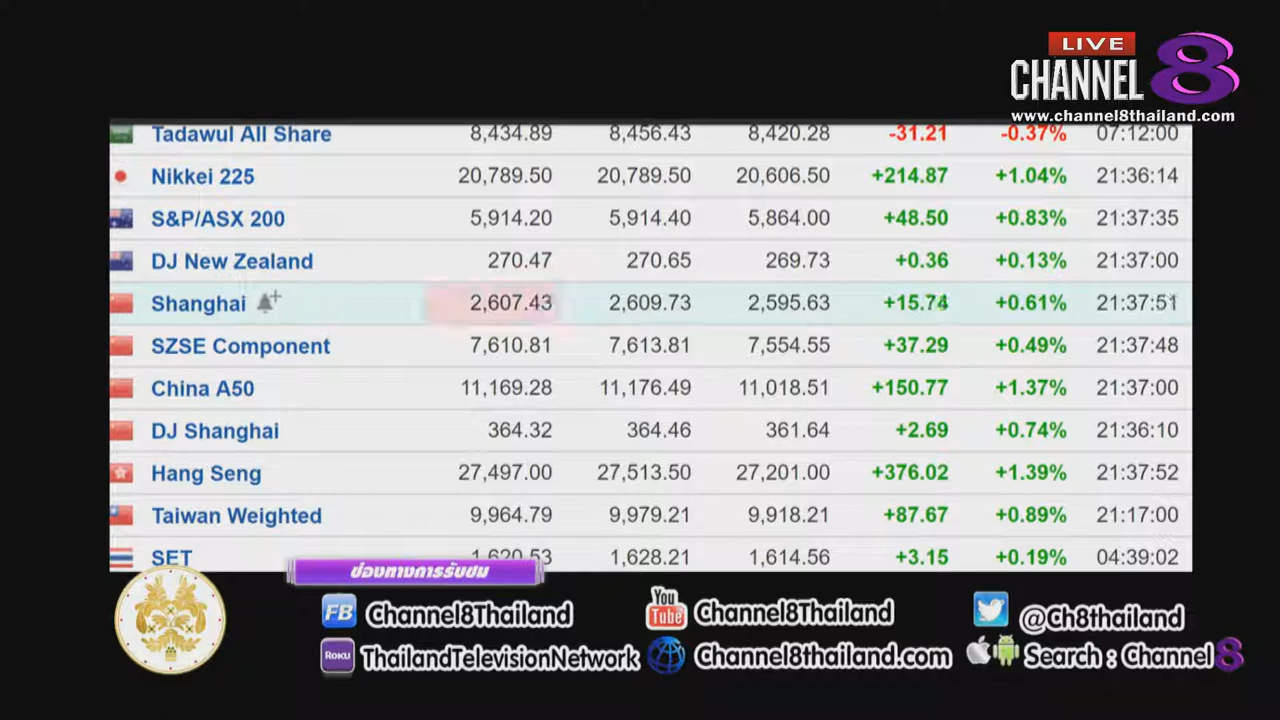 LIVE
CHANNEL 8
www.channel8thailand.com
Tadawul All Share 8,434.89 8,456.43 8,420.28 -31.21 -0.37% 07:12:00
Nikkei 225 20,789.50 20,789.50 20,606.50 +214.87 +1.04% 21:36:14
S&P/ASX 200 5,914.20 5,914.40 5,864.00 +48.50 +0.83% 21:37:35
DJ New Zealand 270.47 270.65 269.73 +0.36 +0.13% 21:37:00
Shanghai 2,607.43 2,609.73 2,595.63 +15.74 +0.61% 21:37:51
SZSE Component 7,610.81 7,613.81 7,554.55 +37.29 +0.49% 21:37:48
China A50 11,169.28 11,176.49 11,018.51 +150.77 +1.37% 21:37:00
DJ Shanghai 364.32 364.46 361.64 +2.69 +0.74% 21:36:10
Hang Seng 27,497.00 27,513.50 27,201.00 +376.02 +1.39% 21:37:52
Taiwan Weighted 9,964.79 9,979.21 9,918.21 +87.67 +0.89% 21:17:00
SET 1,620.53 1,628.21 1,614.56 +3.15 +0.19% 04:39:02
ช่องทางการรับชม
FB Channel8Thailand You Tube Channel8Thailand @Ch8thailand
ROKU ThailandTelevisionNetwork Channel8thailand.com Search : Channel 8